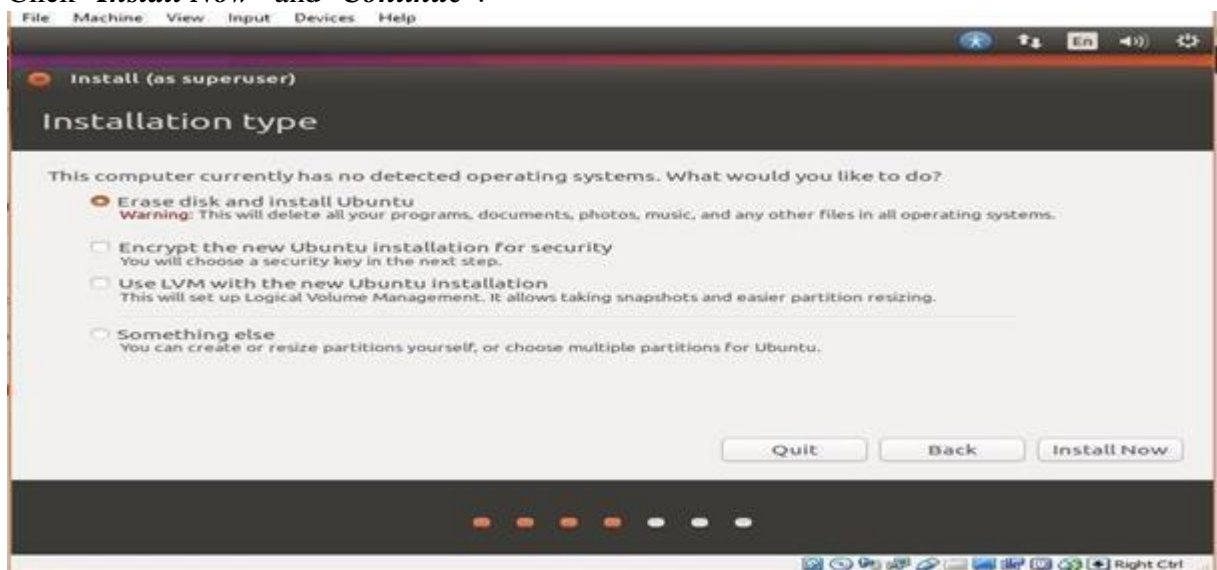 Click "Install Now" and "Continue".
File Machine View Input Devices Help
En
Install (as superuser)
Installation type
This computer currently has no detected operating systems. What would you like to do?
Erase disk and install Ubuntu
Warning: This will delete all your programs, documents, photos, music, and any other files in all operating systems.
Encrypt the new Ubuntu installation for security
You will choose a security key in the next step.
Use LVM with the new Ubuntu installation
This will set up Logical Volume Management. It allows taking snapshots and easier partition resizing.
Something else
You can create or resize partitions yourself, or choose multiple partitions for Ubuntu.
Quit Back Install Now
Right Ctrl